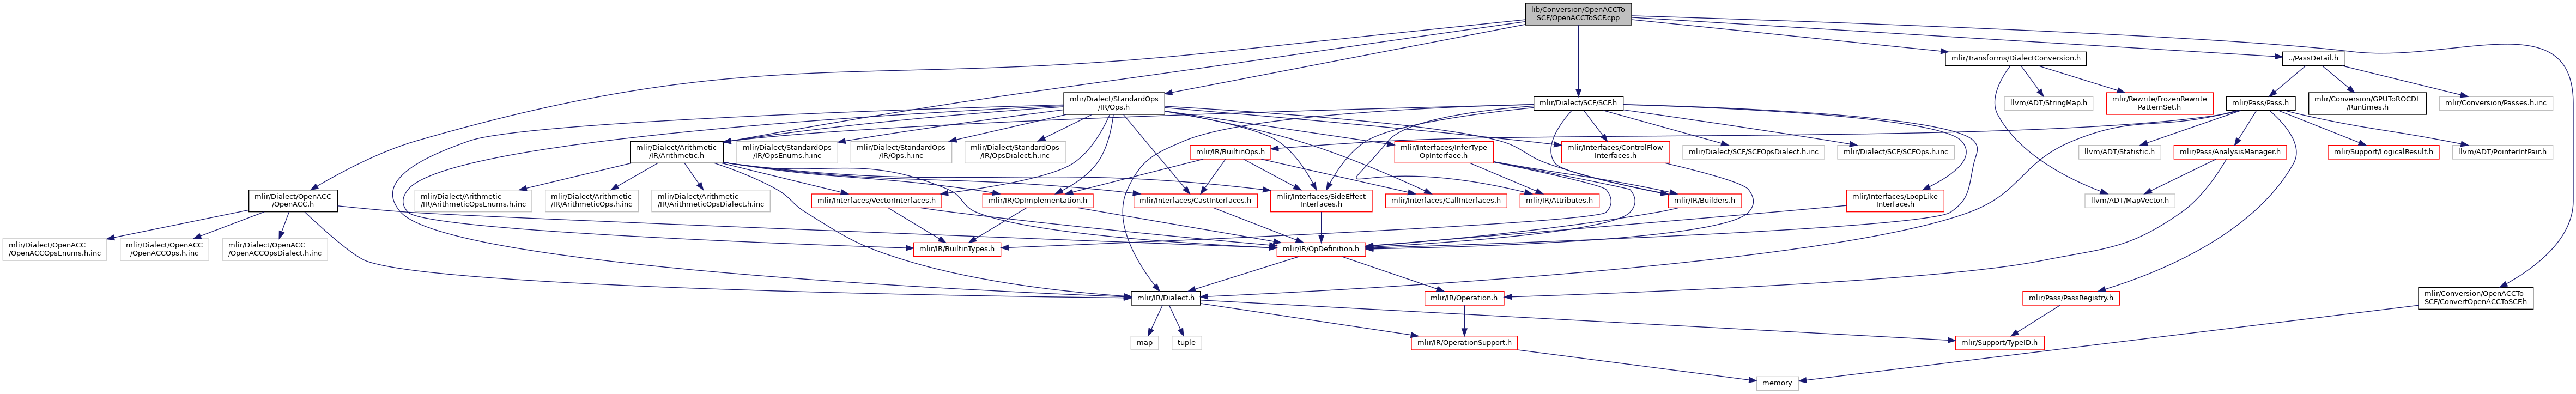 lib/Conversion/OpenACCTo
SCF/OpenACCToSCF.cpp
mlir/Transforms/DialectConversion.h
../PassDetail.h
mlir/Dialect/StandardOps
/IR/Ops.h
mlir/Dialect/SCF/SCF.h
llvm/ADT/StringMap.h
mlir/Rewrite/FrozenRewrite
PatternSet.h
mlir/Pass/Pass.h
mlir/Conversion/GPUToROCDL
/Runtimes.h
mlir/Conversion/Passes.h.inc
mlir/Dialect/Arithmetic
/IR/Arithmetic.h
mlir/Dialect/StandardOps
/IR/OpsEnums.h.inc
mlir/Dialect/StandardOps
/IR/Ops.h.inc
mlir/Dialect/StandardOps
/IR/OpsDialect.h.inc
mlir/IR/BuiltinOps.h
mlir/Interfaces/InferType
OpInterface.h
mlir/Interfaces/ControlFlow
Interfaces.h
mlir/Dialect/SCF/SCFOpsDialect.h.inc
mlir/Dialect/SCF/SCFOps.h.inc
llvm/ADT/Statistic.h
mlir/Pass/AnalysisManager.h
mlir/Support/LogicalResult.h
llvm/ADT/PointerIntPair.h
mlir/Dialect/OpenACC
/OpenACC.h
mlir/Dialect/Arithmetic
/IR/ArithmeticOpsEnums.h.inc
mlir/Dialect/Arithmetic
/IR/ArithmeticOps.h.inc
mlir/Dialect/Arithmetic
/IR/ArithmeticOpsDialect.h.inc
mlir/Interfaces/VectorInterfaces.h
mlir/IR/OpImplementation.h
mlir/Interfaces/CastInterfaces.h
mlir/Interfaces/SideEffect
Interfaces.h
mlir/Interfaces/CallInterfaces.h
mlir/IR/Attributes.h
mlir/IR/Builders.h
mlir/Interfaces/LoopLike
Interface.h
llvm/ADT/MapVector.h
mlir/Dialect/OpenACC
/OpenACCOpsEnums.h.inc
mlir/Dialect/OpenACC
/OpenACCOps.h.inc
mlir/Dialect/OpenACC
/OpenACCOpsDialect.h.inc
mlir/IR/BuiltinTypes.h
mlir/IR/OpDefinition.h
mlir/IR/Dialect.h
mlir/IR/Operation.h
mlir/Pass/PassRegistry.h
mlir/Conversion/OpenACCTo
SCF/ConvertOpenACCToSCF.h
map
tuple
mlir/IR/OperationSupport.h
mlir/Support/TypeID.h
memory